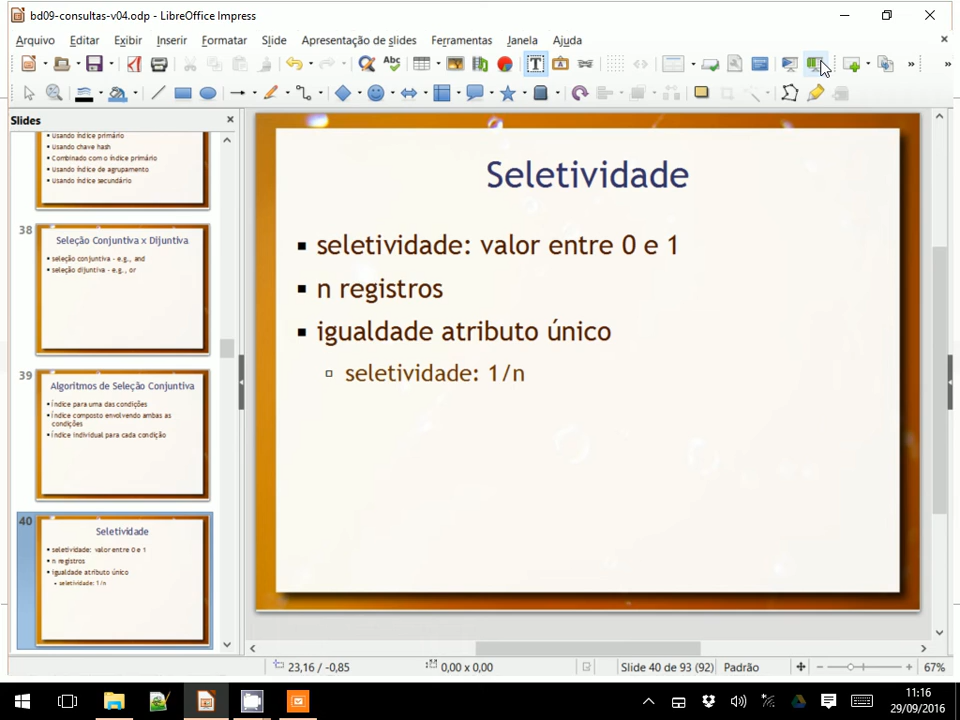 bd09-consultas-v04.odp - LibreOffice Impress
Arquivo Editar Exibir Inserir Formatar Slide Apresentação de slides Ferramentas Janela Ajuda
Abc
Slides
Usando índice primário
Usando chave hash
Combinado com o índice primário
Usando índice de agrupamento
Usando índice secundário
38
Seleção Conjuntiva x Dijuntiva
seleção conjuntiva - e.g., and
seleção dijuntiva - e.g., or
39
Algoritmos de Seleção Conjuntiva
Índice para uma das condições
Índice composto envolvendo ambas as
condições
Índice individual para cada condição
40
Seletividade
seletividade: valor entre 0 e 1
n registros
igualdade atributo único
seletividade: 1/n
Seletividade
seletividade: valor entre 0 e 1
n registros
igualdade atributo único
seletividade: 1/n
23,16 / -0,85
0,00 x 0,00
Slide 40 de 93 (92)
Padrão
67%
11:16
29/09/2016